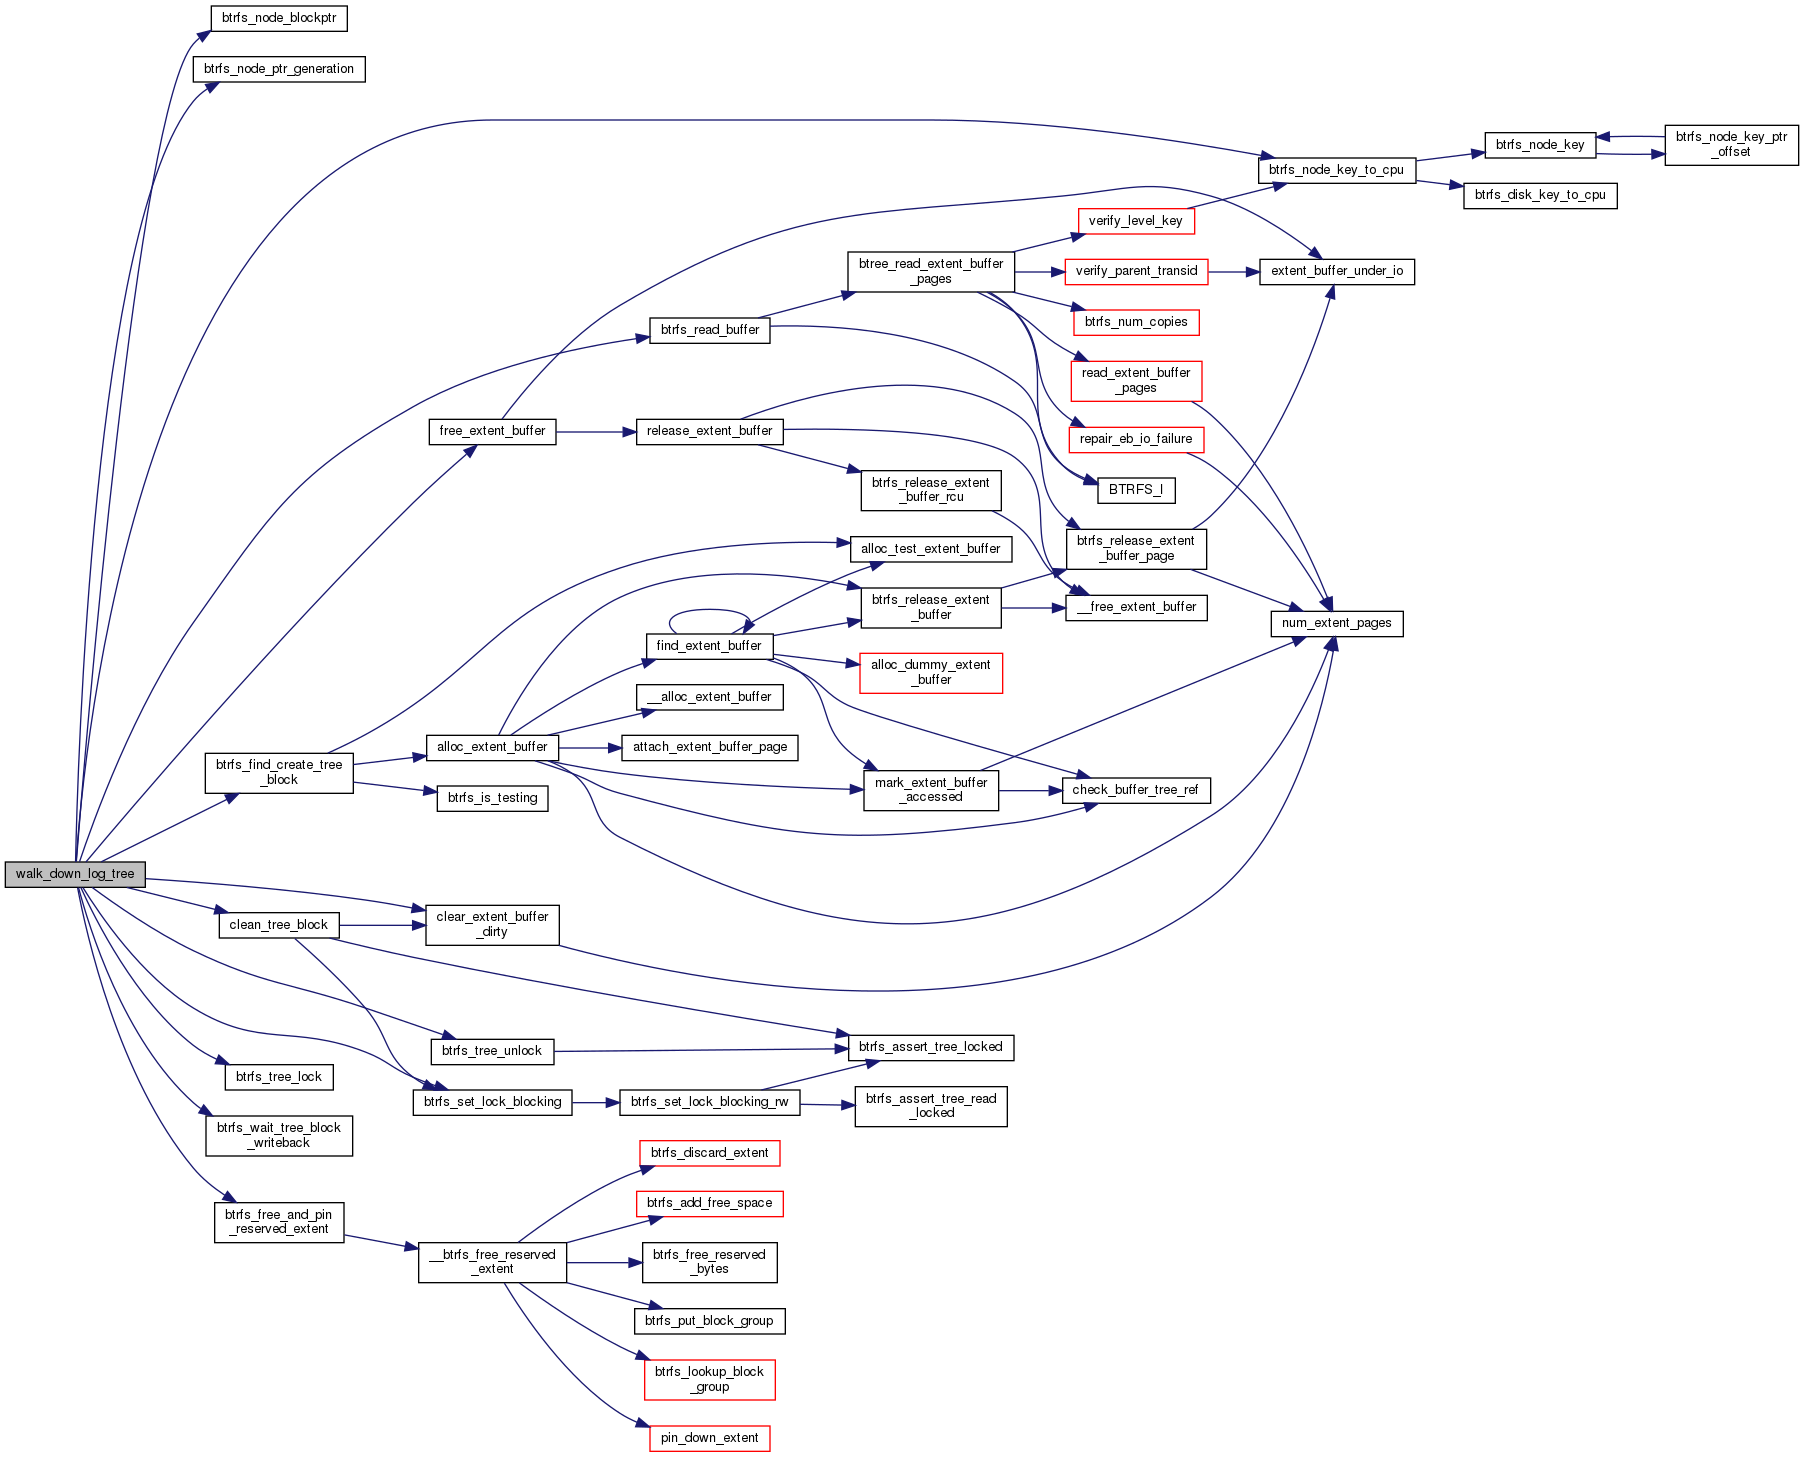 btrfs_node_blockptr
btrfs_node_ptr_generation
btrfs_node_key_ptr
_offset
btrfs_node_key
btrfs_node_key_to_cpu
btrfs_disk_key_to_cpu
verify_level_key
btree_read_extent_buffer
_pages
verify_parent_transid
extent_buffer_under_io
btrfs_num_copies
btrfs_read_buffer
read_extent_buffer
_pages
free_extent_buffer
release_extent_buffer
repair_eb_io_failure
btrfs_release_extent
_buffer_rcu
BTRFS_I
alloc_test_extent_buffer
btrfs_release_extent
_buffer_page
btrfs_release_extent
_buffer
__free_extent_buffer
num_extent_pages
find_extent_buffer
alloc_dummy_extent
_buffer
__alloc_extent_buffer
alloc_extent_buffer
attach_extent_buffer_page
btrfs_find_create_tree
_block
btrfs_is_testing
mark_extent_buffer
_accessed
check_buffer_tree_ref
walk_down_log_tree
clean_tree_block
clear_extent_buffer
_dirty
btrfs_tree_unlock
btrfs_assert_tree_locked
btrfs_tree_lock
btrfs_set_lock_blocking
btrfs_set_lock_blocking_rw
btrfs_assert_tree_read
_locked
btrfs_wait_tree_block
_writeback
btrfs_discard_extent
btrfs_add_free_space
btrfs_free_and_pin
_reserved_extent
__btrfs_free_reserved
_extent
btrfs_free_reserved
_bytes
btrfs_put_block_group
btrfs_lookup_block
_group
pin_down_extent